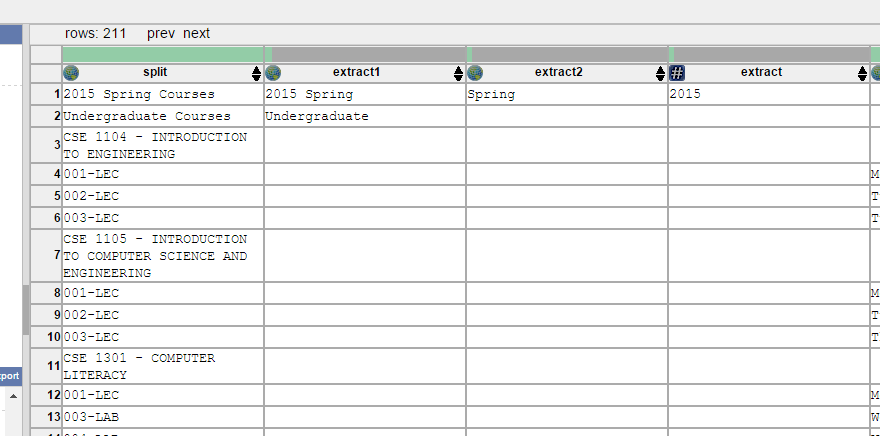 rows: 211 prev next
split extract1 extract2 # extract
1 2015 Spring Courses 2015 Spring Spring 2015
2 Undergraduate Courses Undergraduate
3 CSE 1104 - INTRODUCTION
TO ENGINEERING
4 001-LEC M
5 002-LEC T
6 003-LEC T
7 CSE 1105 - INTRODUCTION
TO COMPUTER SCIENCE AND
ENGINEERING
8 001-LEC M
9 002-LEC T
10 003-LEC T
11 CSE 1301 - COMPUTER
LITERACY
port
12 001-LEC M
13 003-LAB W